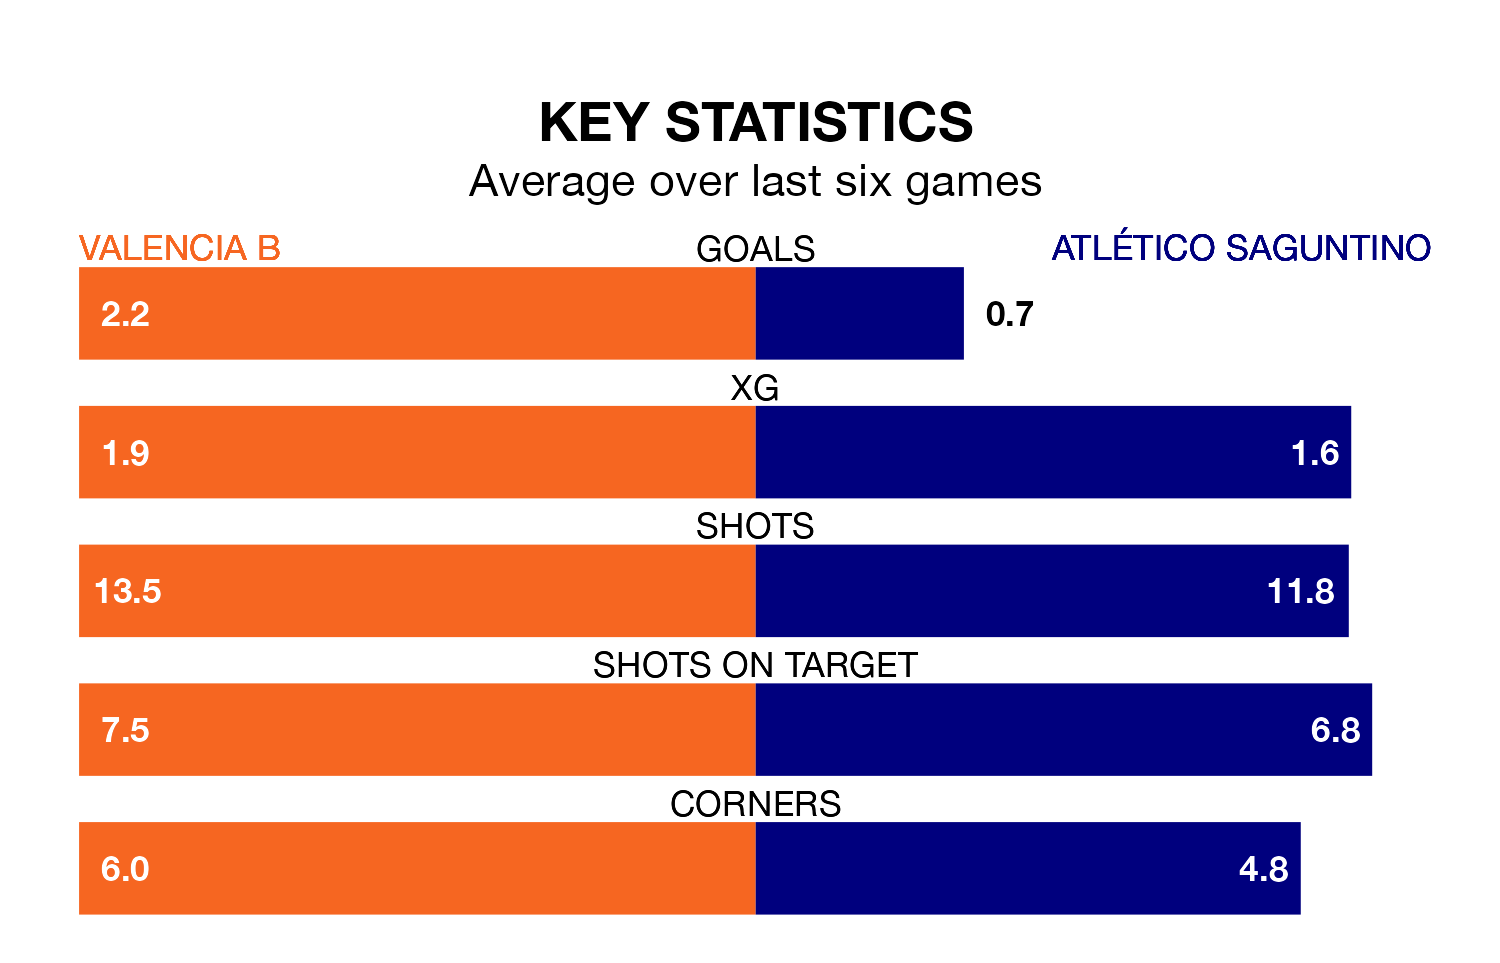 KEY STATISTICS
Average over last six games
VALENCIA B GOALS ATLÉTICO SAGUNTINO
2.2 0.7
XG
1.9 1.6
SHOTS
13.5 11.8
SHOTS ON TARGET
7.5 6.8
CORNERS
6.0 4.8